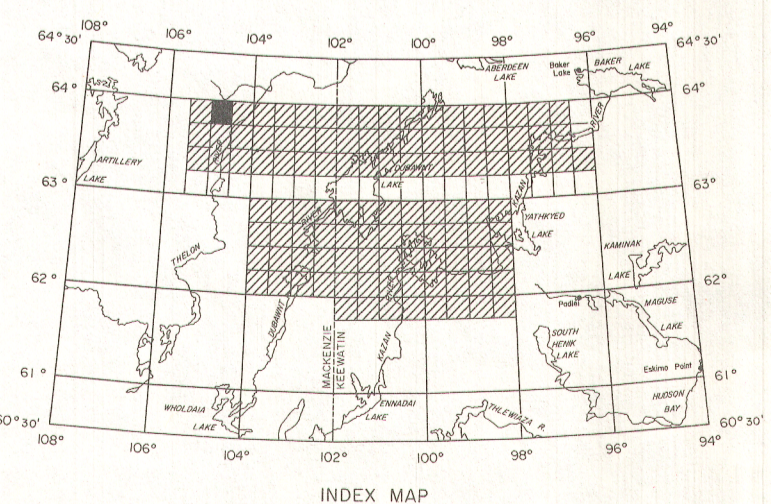 108° 106° 104° 102° 100° 98° 96° 94°
64° 30' 64° 30'
64° 64°
ABERDEEN
LAKE
Baker
Lake
BAKER LAKE
RIVER
RIVER
ARTILLERY
LAKE
DUBAWNT
LAKE
KAZAN
63° 63°
RIVER
YATHKYED
LAKE
THELON
KAMINAK
LAKE
62° 62°
RIVER
Padlei
MAGUSE
LAKE
DUBAWNT
MACKENZIE
KEEWATIN
KAZAN
SOUTH
HENIK
LAKE
Eskimo Point
61° 61°
HUDSON
BAY
WHOLDAIA
LAKE
ENNADAI
LAKE
THLEWIAZA R.
60° 30' 60° 30'
108° 106° 104° 102° 100° 98° 96° 94°
INDEX MAP